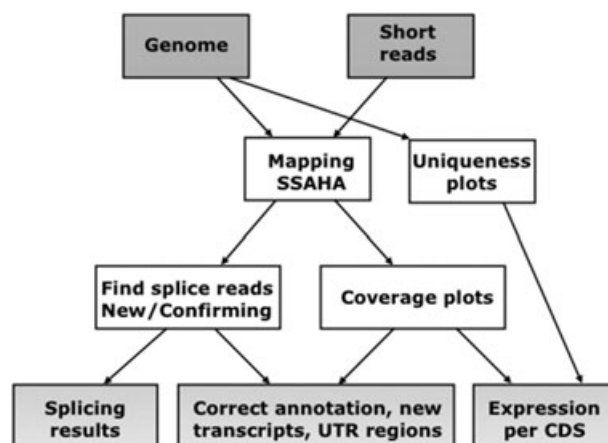 Genome
Short
reads
Mapping
SSAHA
Uniqueness
plots
Find splice reads
New/Confirming
Coverage plots
Splicing
results
Correct annotation, new
transcripts, UTR regions
Expression
per CDS